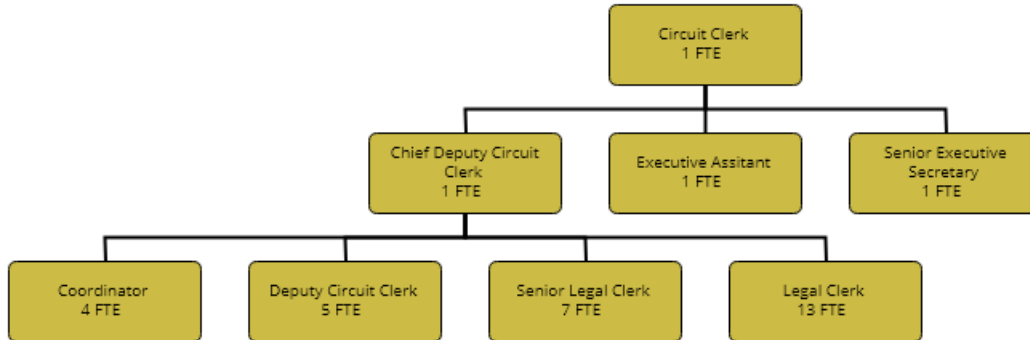 Circuit Clerk
1 FTE
Chief Deputy Circuit
Clerk
1 FTE
Executive Assitant
1 FTE
Senior Executive
Secretary
1 FTE
Coordinator
4 FTE
Deputy Circuit Clerk
5 FTE
Senior Legal Clerk
7 FTE
Legal Clerk
13 FTE